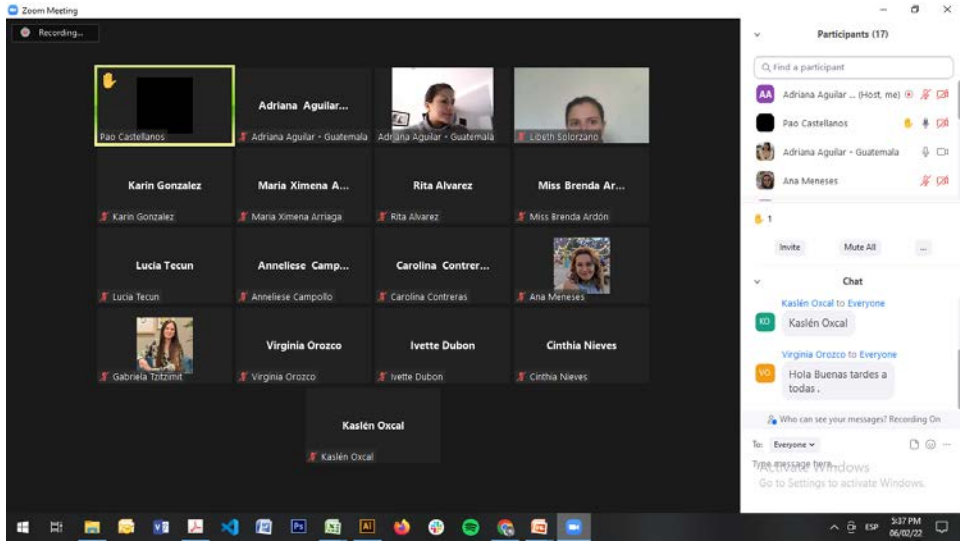 Zoom Meeting
Recording...
Pao Castellanos
Adriana Aguilar...
Adriana Aguilar - Guatemala
Adriana Aguilar - Guatemala
Libeth Solorzano
Karin Gonzalez
Karin Gonzalez
Maria Ximena A...
Maria Ximena Arriaga
Rita Alvarez
Rita Alvarez
Miss Brenda Ar...
Miss Brenda Ardón
Lucia Tecun
Lucia Tecun
Anneliese Camp...
Anneliese Campollo
Carolina Contrer...
Carolina Contreras
Ana Meneses
Gabriela Tzitzimit
Virginia Orozco
Virginia Orozco
Ivette Dubon
Ivette Dubon
Cinthia Nieves
Cinthia Nieves
Kaslén Oxcal
Kaslén Oxcal
Participants (17)
Find a participant
AA Adriana Aguilar ... (Host, me)
Pao Castellanos
Adriana Aguilar - Guatemala
Ana Meneses
1
Invite Mute All ...
Chat
Kaslén Oxcal to Everyone
KO Kaslén Oxcal
Virginia Orozco to Everyone
VO Hola Buenas tardes a
todas .
Who can see your messages? Recording On
To: Everyone
Type message here...
Activate Windows
Go to Settings to activate Windows.
Ps
Ai
ESP
5:37 PM
06/02/22